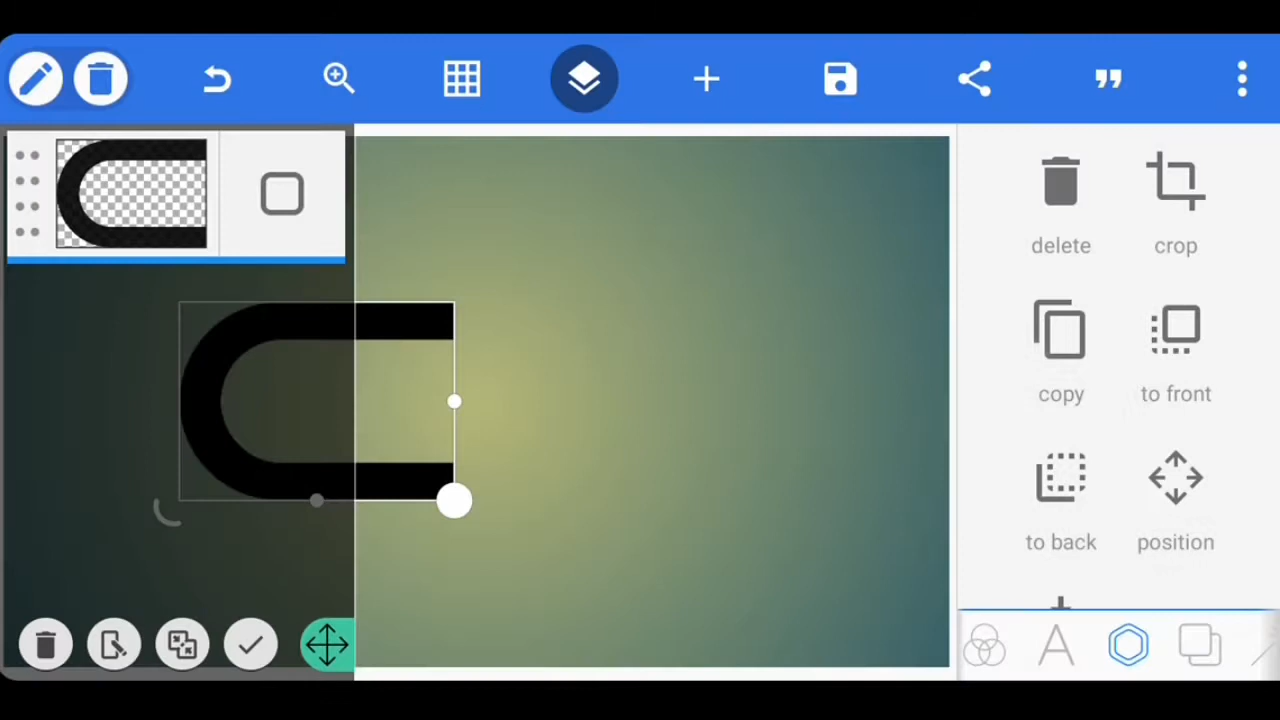 delete
crop
copy
to front
to back
position